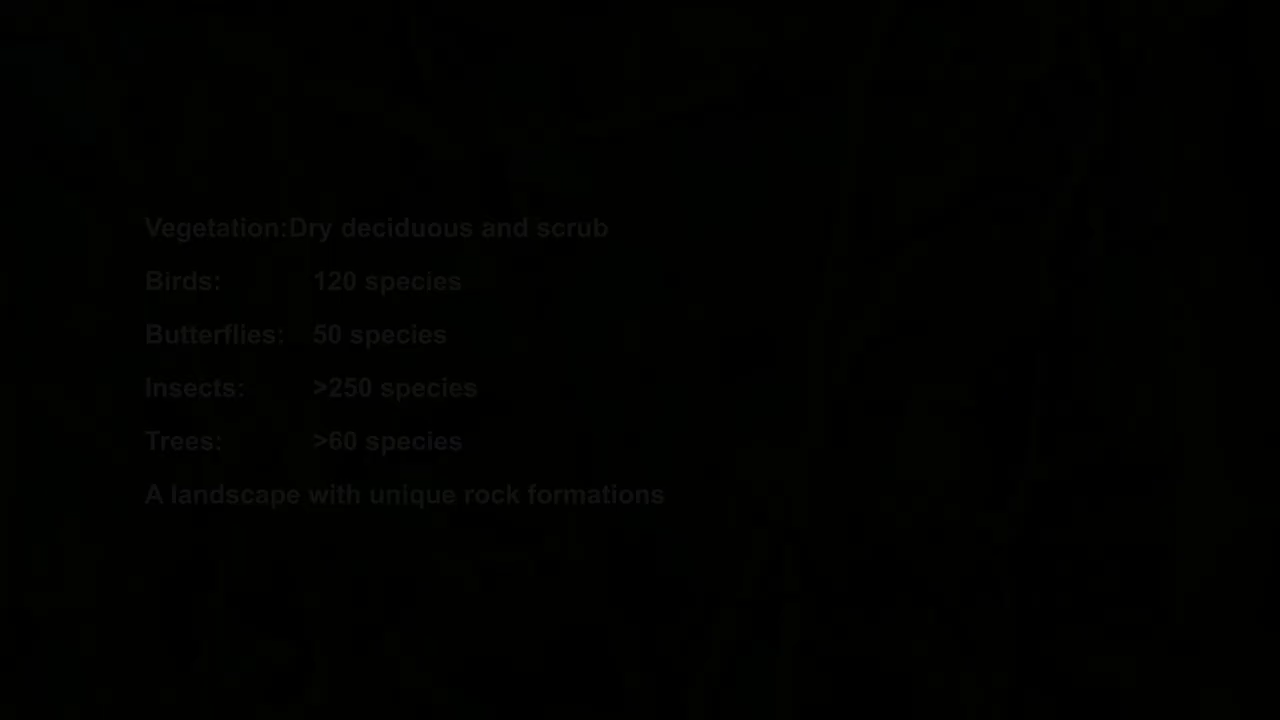 Vegetation:Dry deciduous and scrub
Birds: 120 species
Butterflies: 50 species
Insects: >250 species
Trees: >60 species
A landscape with unique rock formations